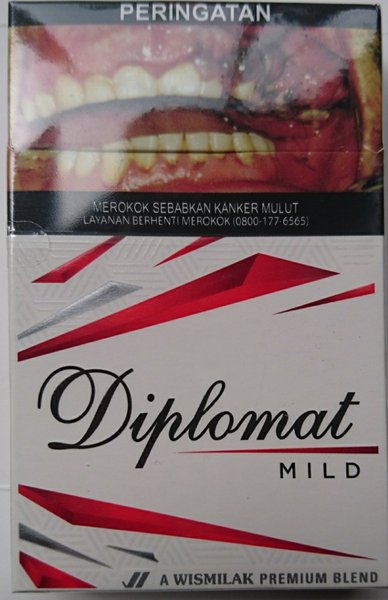 PERINGATAN
MEROKOK SEBABKAN KANKER MULUT
LAYANAN BERHENTI MEROKOK (0800-177-6565)
Diplomat
MILD
A WISMILAK PREMIUM BLEND